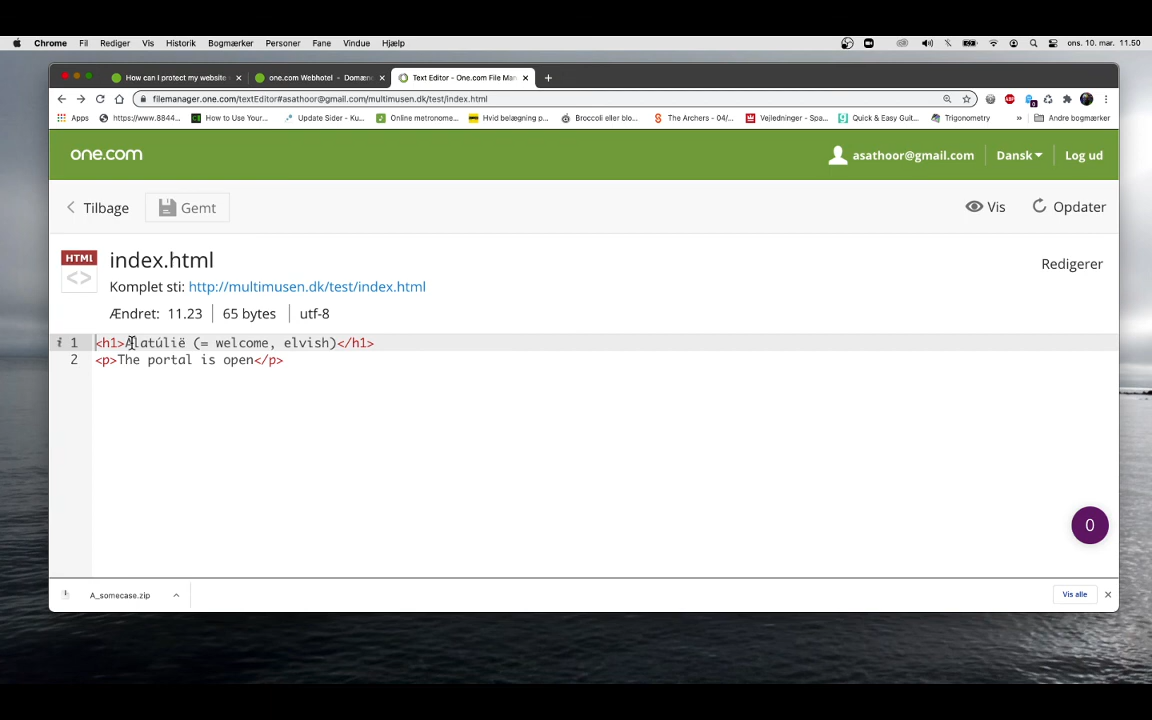 Chrome Fil Rediger Vis Historik Bogmærker Personer Fane Vindue Hjælp ons. 10. mar. 11.50
How can I protect my website one.com Webhotel - Domæne Text Editor - One.com File Man
filemanager.one.com/textEditor#asathoor@gmail.com/multimusen.dk/test/index.html
Apps https://www.8844... How to Use Your... Update Sider - Ku... Online metronome... Hvid belægning p... Broccoli eller blo... The Archers - 04/... Vejledninger - Spa... Quick & Easy Guit... Trigonometry » Andre bogmærker
one.com asathoor@gmail.com Dansk Log ud
Tilbage Gemt Vis Opdater
HTML index.html Redigerer
Komplet sti: http://multimusen.dk/test/index.html
Ændret: 11.23 65 bytes utf-8
i 1 <h1>Alatúlië (= welcome, elvish)</h1>
2 <p>The portal is open</p>
0
A_somecase.zip Vis alle